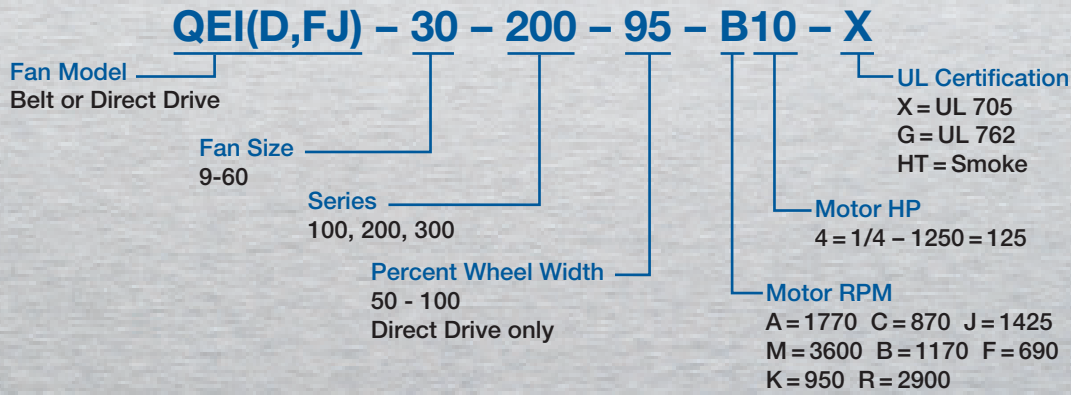 QEI(D,FJ) – 30 – 200 – 95 – B10 – X
Fan Model
Belt or Direct Drive
Fan Size
9-60
Series
100, 200, 300
Percent Wheel Width
50 - 100
Direct Drive only
UL Certification
X = UL 705
G = UL 762
HT = Smoke
Motor HP
4 = 1/4 – 1250 = 125
Motor RPM
A = 1770 C = 870 J = 1425
M = 3600 B = 1170 F = 690
K = 950 R = 2900